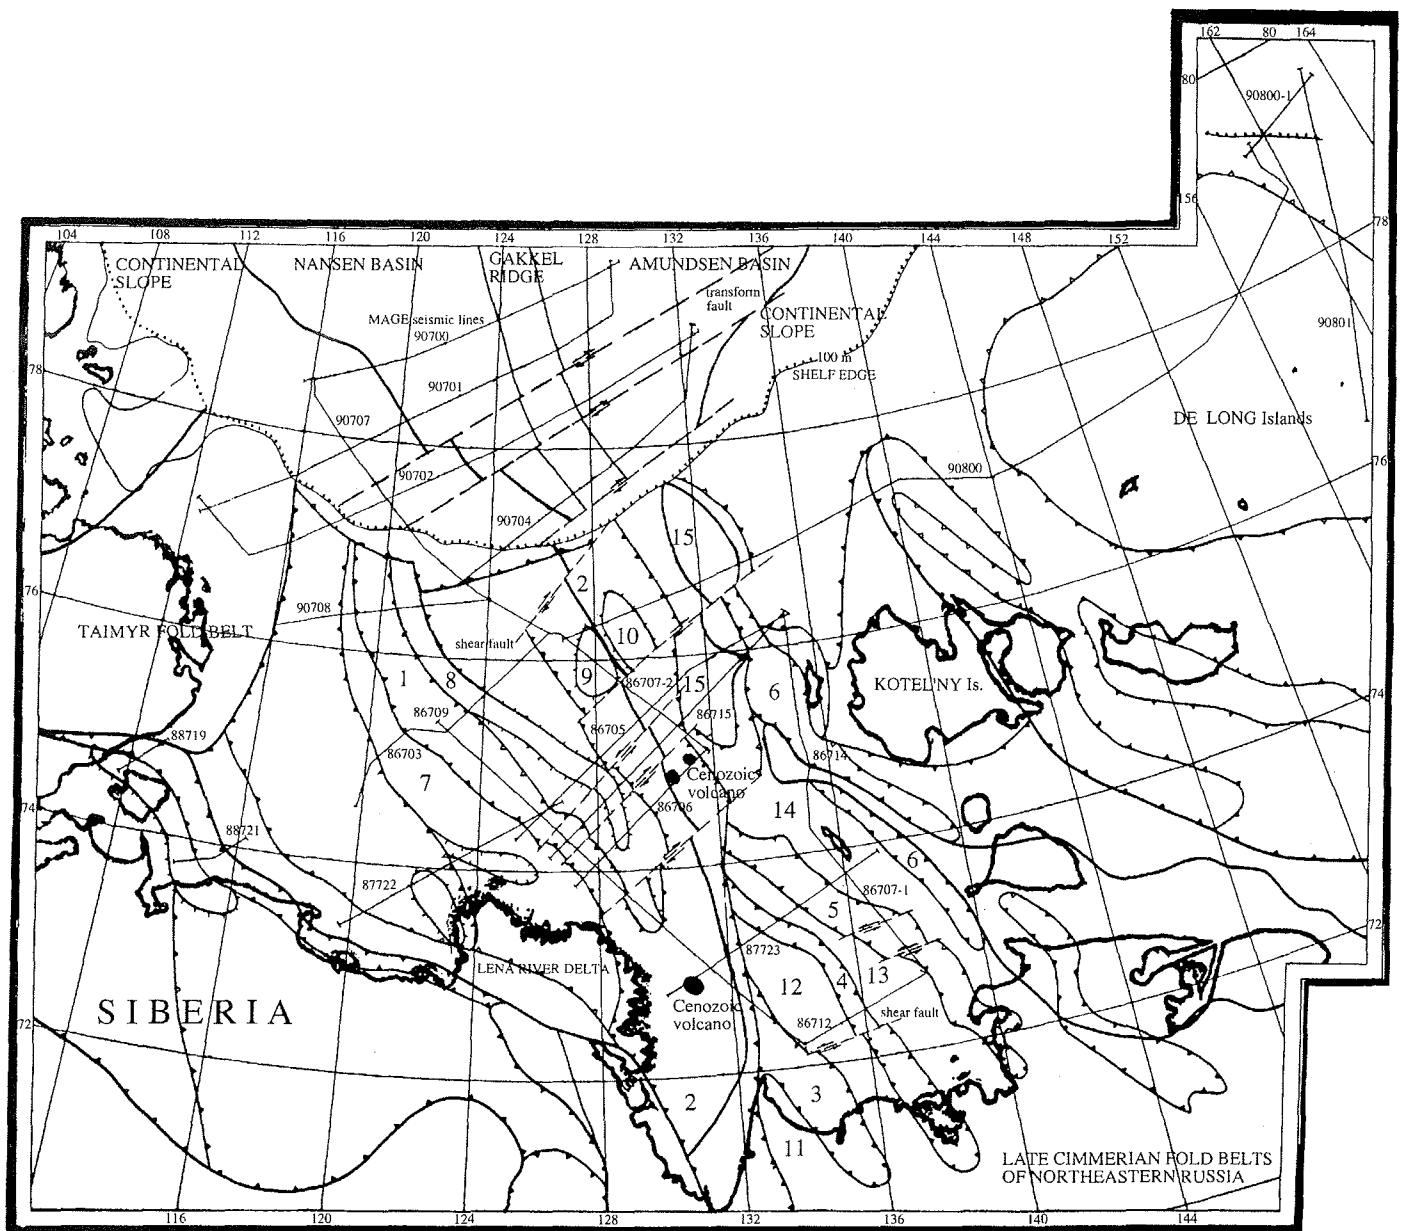 162 80 164
80
90800-1
156
78
104 108 112 116 120 124 128 132 136 140 144 148 152
CONTINENTAL
SLOPE
NANSEN BASIN
GAKKEL
RIDGE
AMUNDSEN BASIN
transform
fault
MAGE seismic lines
90700
CONTINENTAL
SLOPE
90801
100 m
SHELF EDGE
78
90701
90707
DE LONG Islands
90702
90800
76
90704
15
76
2
90708
TAIMYR FOLD BELT
shear fault
10
1
8
9
86707-2
15
6
KOTEL'NY Is.
74
86709
86705
86715
88719
86703
86714
7
Cenozoic
volcano
74
86706
14
88721
6
87722
86707-1
5
72
87723
LENA RIVER DELTA
12
4
13
SIBERIA
Cenozoic
volcano
86712
shear fault
72
2
3
11
LATE CIMMERIAN FOLD BELTS
OF NORTHEASTERN RUSSIA
116 120 124 128 132 136 140 144